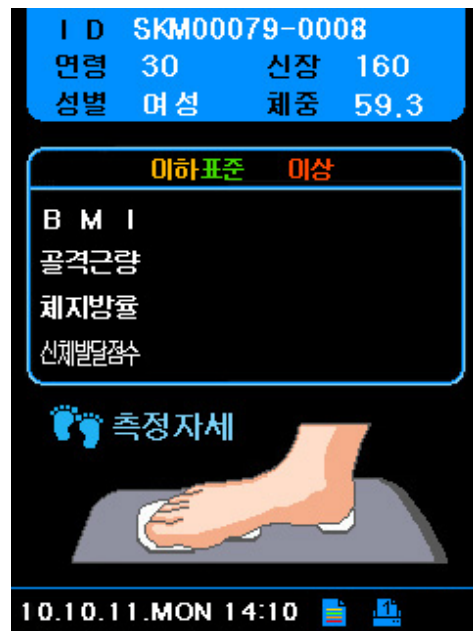 I D SKM00079-0008
연령 30 신장 160
성별 여성 체중 59.3
이하 표준 이상
B M I
골격근량
체지방률
신체발달점수
측정자세
10.10.11.MON 14:10 1